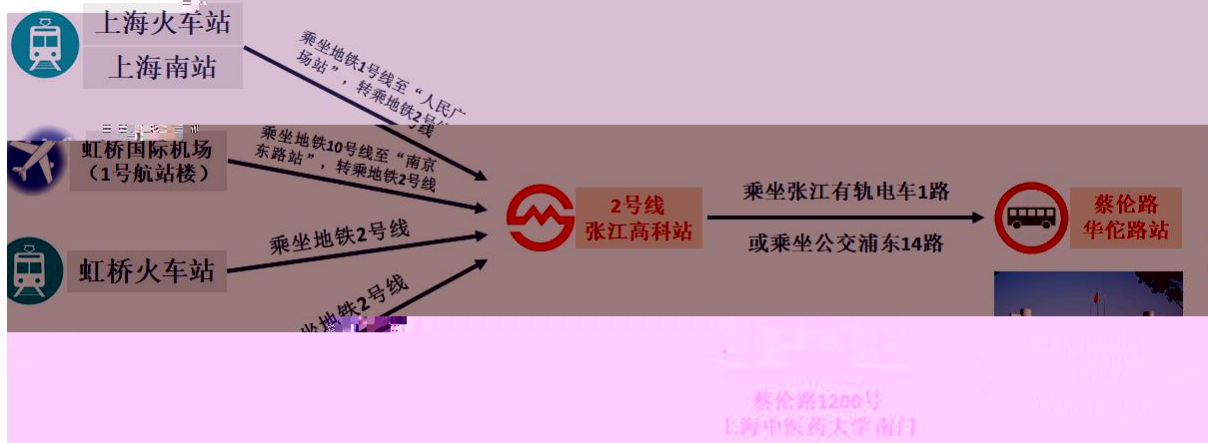 上海火车站
上海南站
乘坐地铁1号线至“人民广
场站”，转乘地铁2号线
虹桥国际机场
（1号航站楼）
乘坐地铁10号线至“南京
东路站”，转乘地铁2号线
虹桥火车站
乘坐地铁2号线
坐地铁2号线
2号线
张江高科站
乘坐张江有轨电车1路
或乘坐公交浦东14路
蔡伦路
华佗路站
蔡伦路1200号
上海中医药大学南门